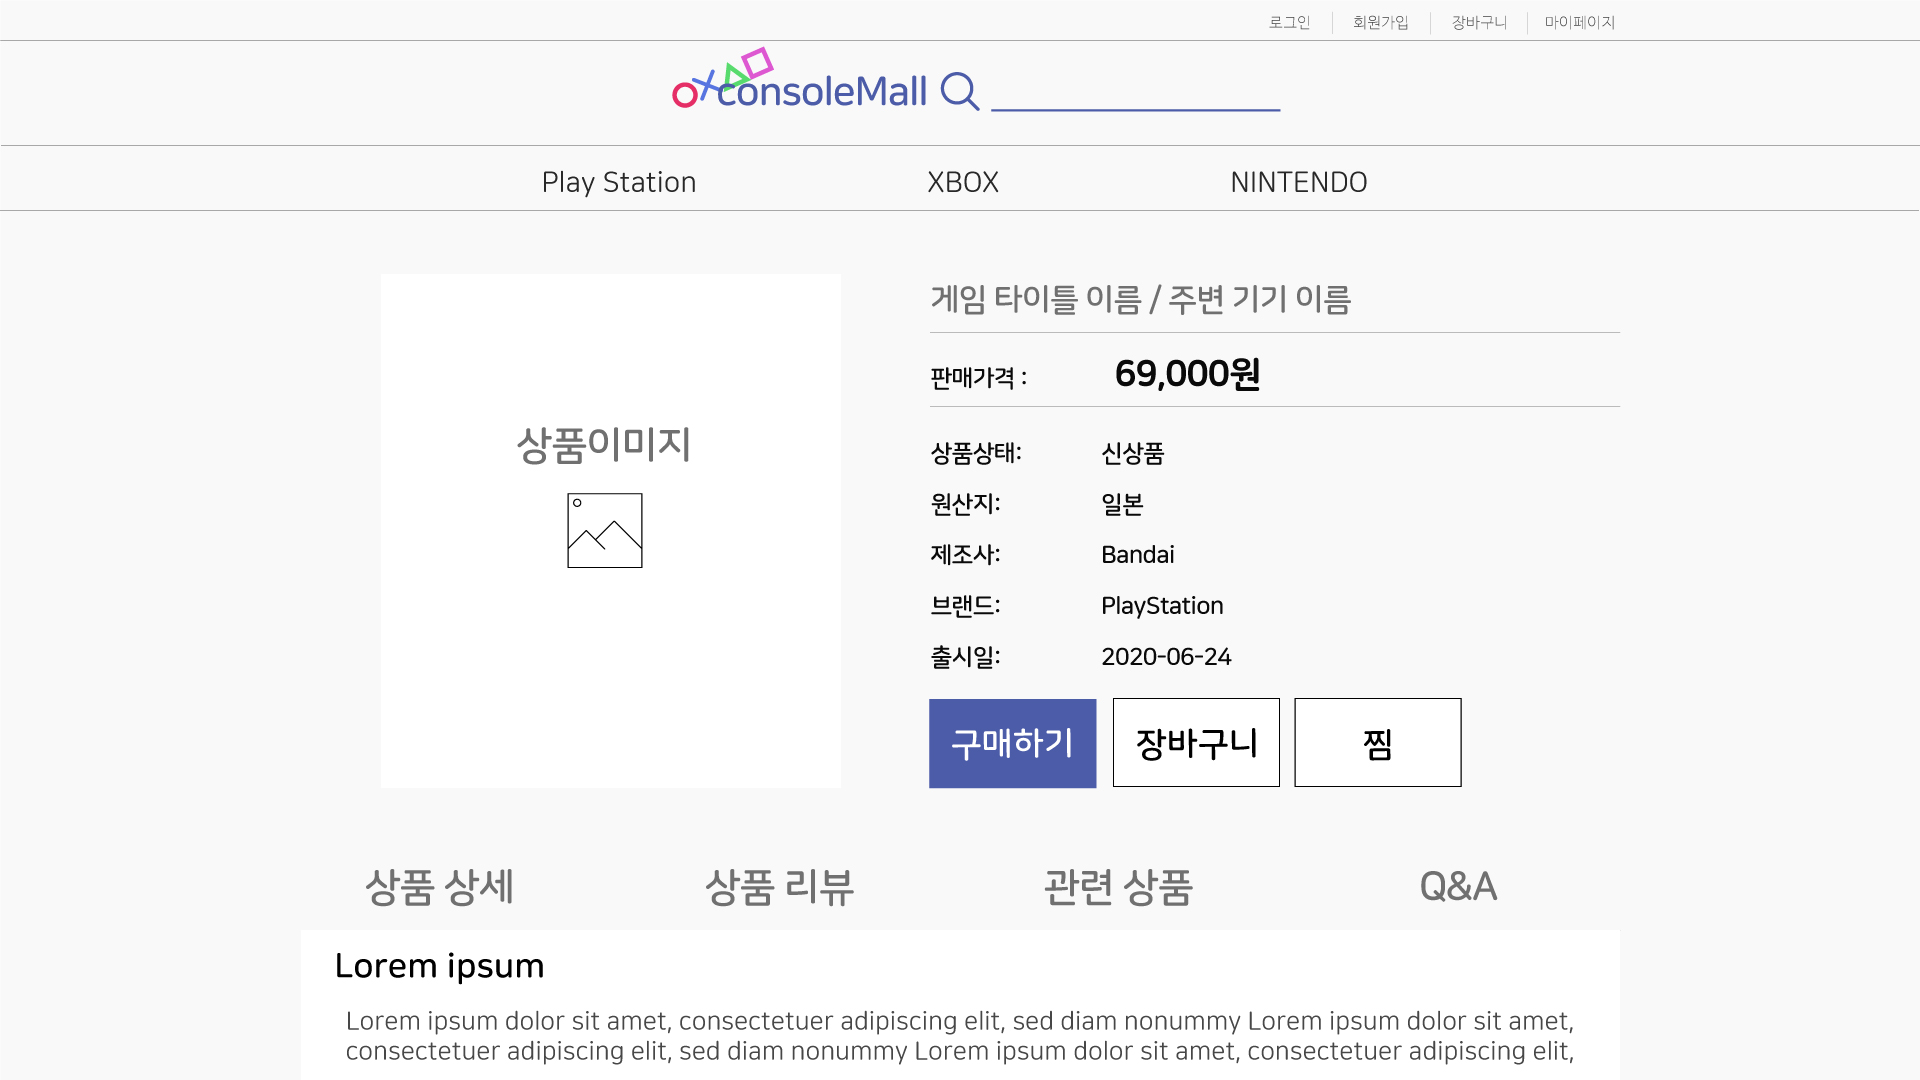 로그인 회원가입 장바구니 마이페이지
consoleMall
Play Station XBOX NINTENDO
상품이미지
게임 타이틀 이름 / 주변 기기 이름
판매가격 : 69,000원
상품상태: 신상품
원산지: 일본
제조사: Bandai
브랜드: PlayStation
출시일: 2020-06-24
구매하기 장바구니 찜
상품 상세 상품 리뷰 관련 상품 Q&A
Lorem ipsum
Lorem ipsum dolor sit amet, consectetuer adipiscing elit, sed diam nonummy Lorem ipsum dolor sit amet,
consectetuer adipiscing elit, sed diam nonummy Lorem ipsum dolor sit amet, consectetuer adipiscing elit,